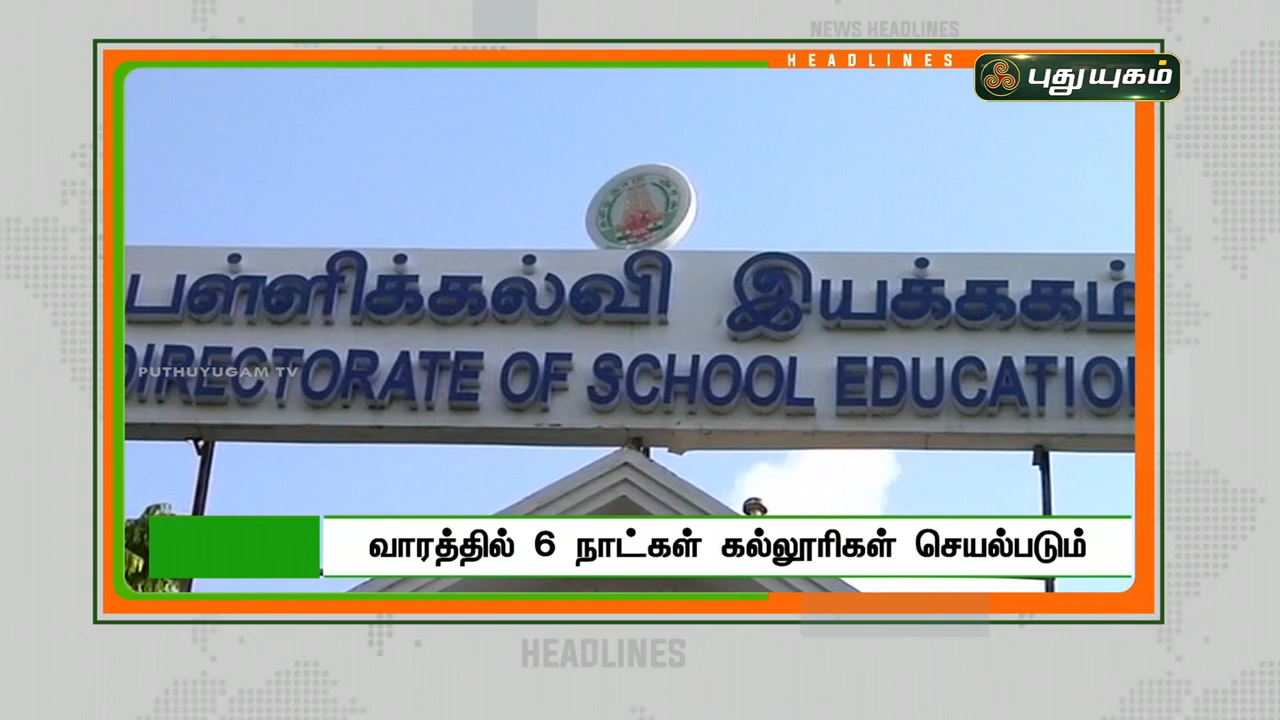 NEWS HEADLINES
HEADLINES
புதுயுகம்
பள்ளிக்கல்வி இயக்ககம்
DIRECTORATE OF SCHOOL EDUCATION
PUTHUYUGAM TV
வாரத்தில் 6 நாட்கள் கல்லூரிகள் செயல்படும்
HEADLINES